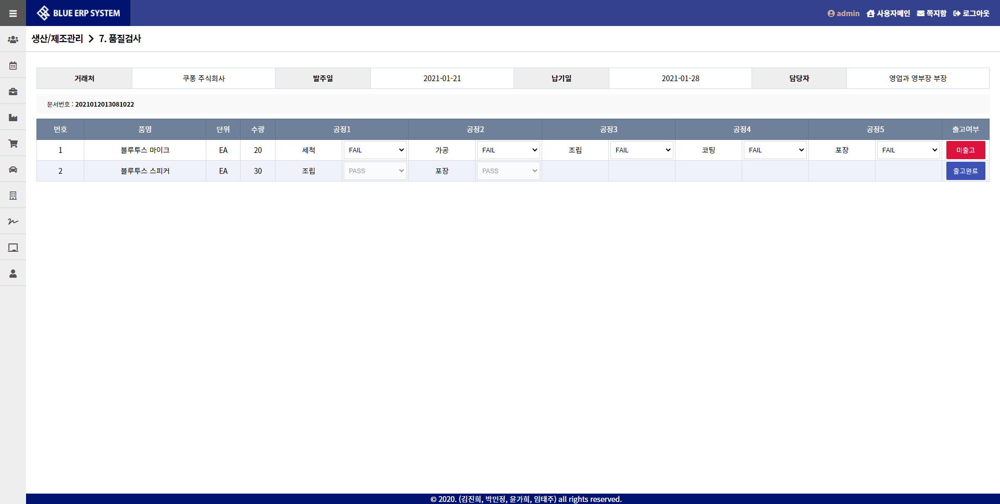 BLUE ERP SYSTEM
admin 사용자메인 쪽지함 로그아웃
생산/제조관리 > 7. 품질검사
거래처 쿠퐁 주식회사 발주일 2021-01-21 납기일 2021-01-28 담당자 영업과 영부장 부장
문서번호 : 2021012013081022
번호 품명 단위 수량 공정1 공정2 공정3 공정4 공정5 출고여부
1 블루투스 마이크 EA 20 세척 FAIL 가공 FAIL 조립 FAIL 코팅 FAIL 포장 FAIL 미출고
2 블루투스 스피커 EA 30 조립 PASS 포장 PASS 출고완료
© 2020. (김진희, 박민정, 윤가희, 임태주) all rights reserved.